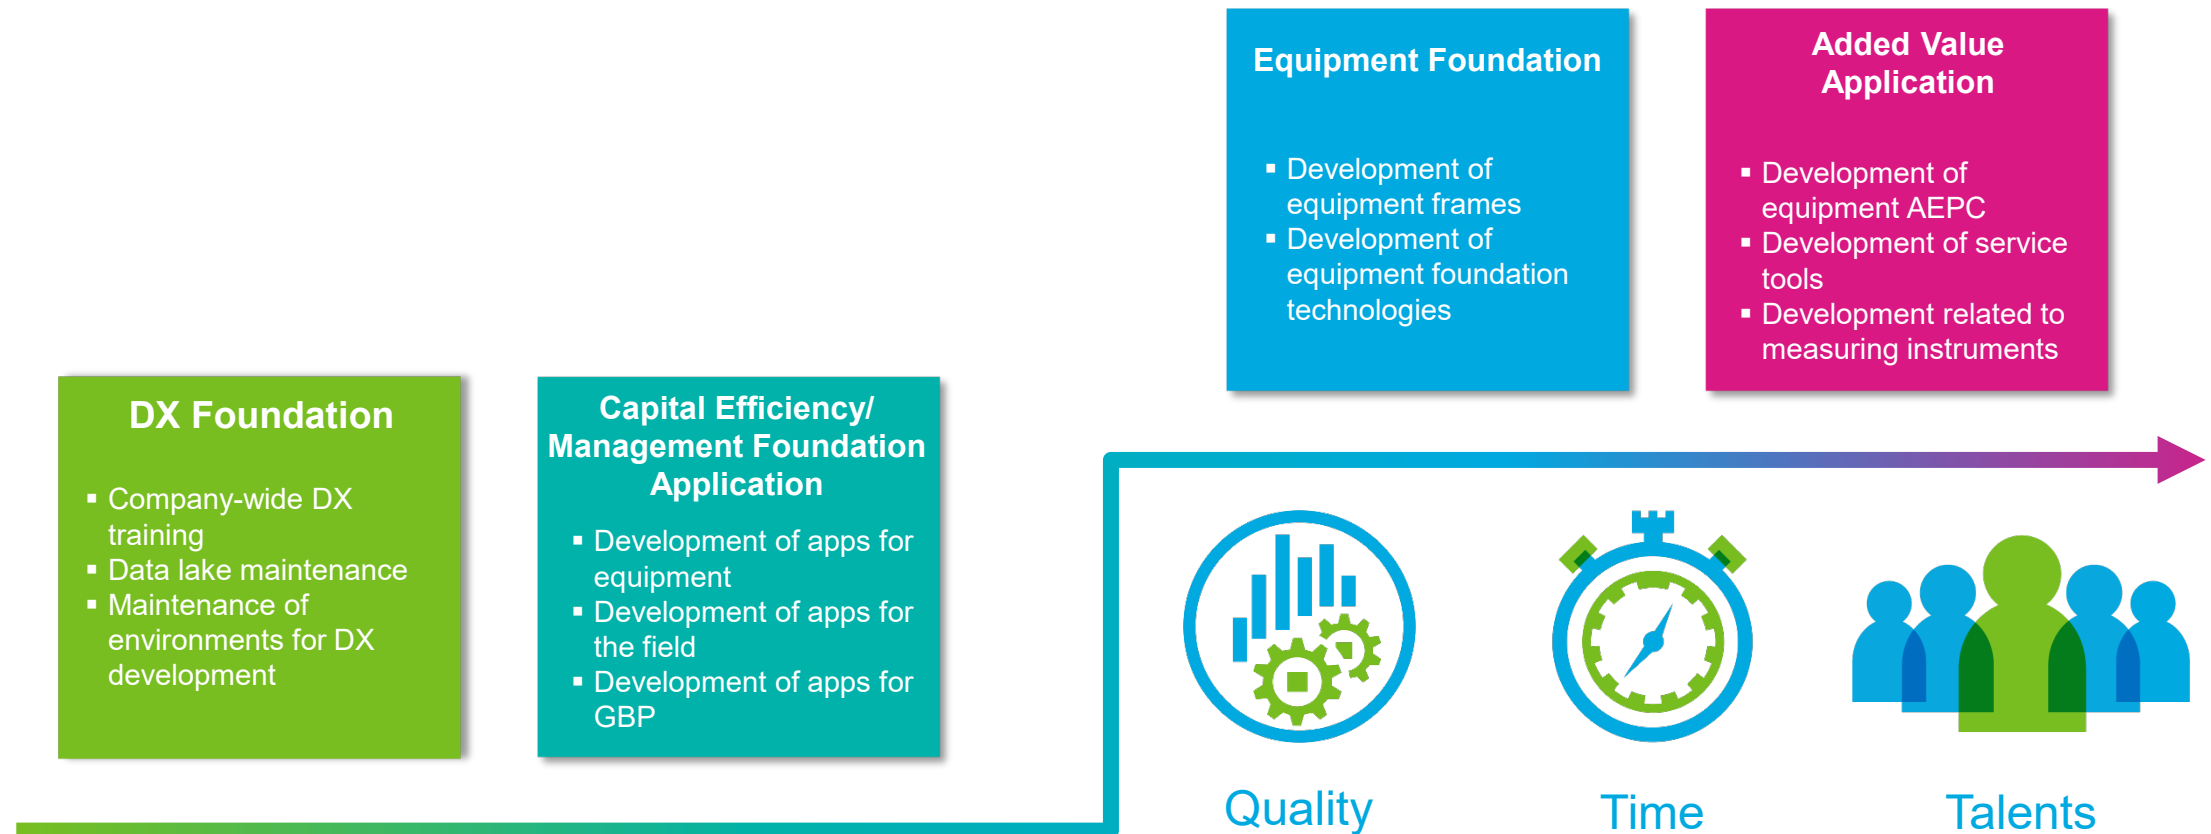 Equipment Foundation
▪ Development of
equipment frames
▪ Development of
equipment foundation
technologies
Added Value
Application
▪ Development of
equipment AEPC
▪ Development of service
tools
▪ Development related to
measuring instruments
DX Foundation
▪ Company-wide DX
training
▪ Data lake maintenance
▪ Maintenance of
environments for DX
development
Capital Efficiency/
Management Foundation
Application
▪ Development of apps for
equipment
▪ Development of apps for
the field
▪ Development of apps for
GBP
Quality
Time
Talents